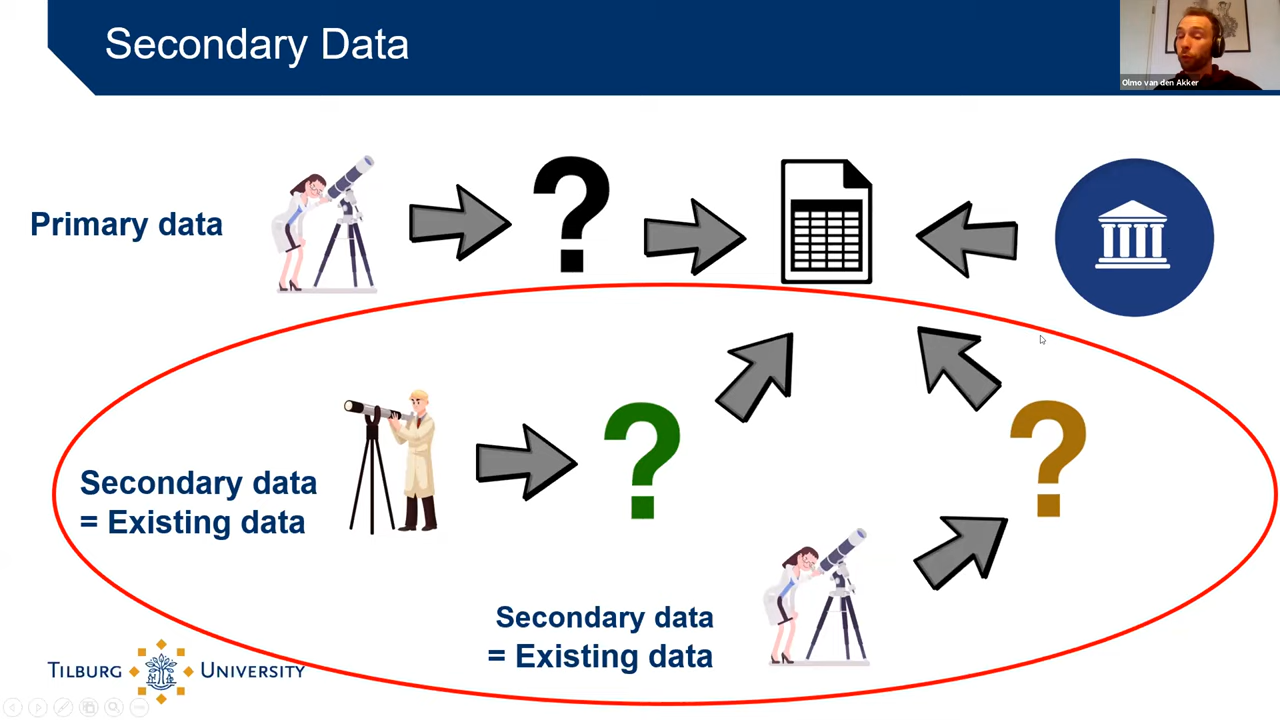 Secondary Data
Olmo van den Akker
Primary data
?
Secondary data
= Existing data
?
?
Secondary data
= Existing data
TILBURG UNIVERSITY